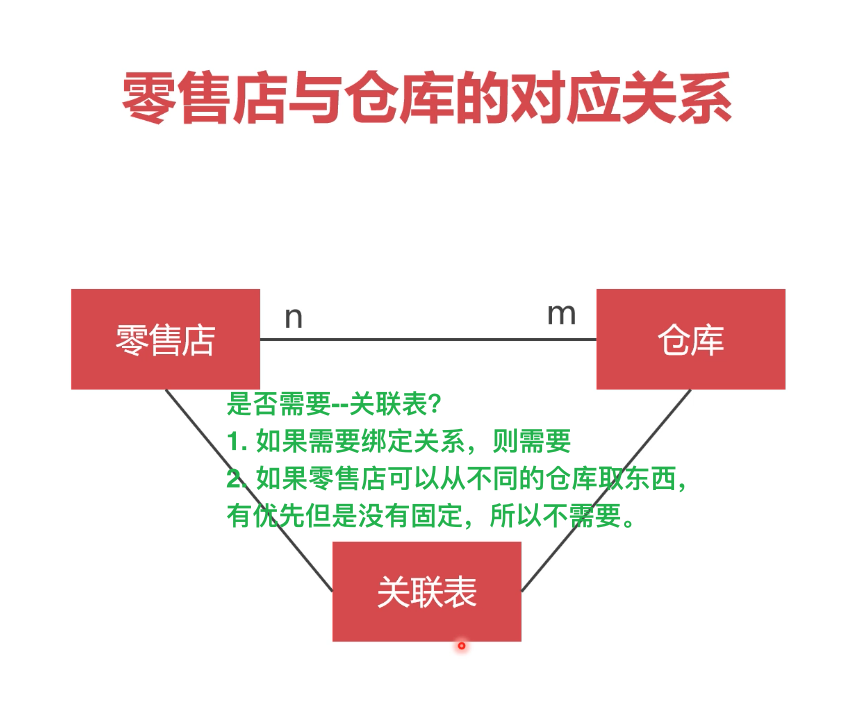 零售店与仓库的对应关系
n
m
零售店
仓库
是否需要--关联表？
1. 如果需要绑定关系，则需要
2. 如果零售店可以从不同的仓库取东西，
有优先但是没有固定，所以不需要。
关联表